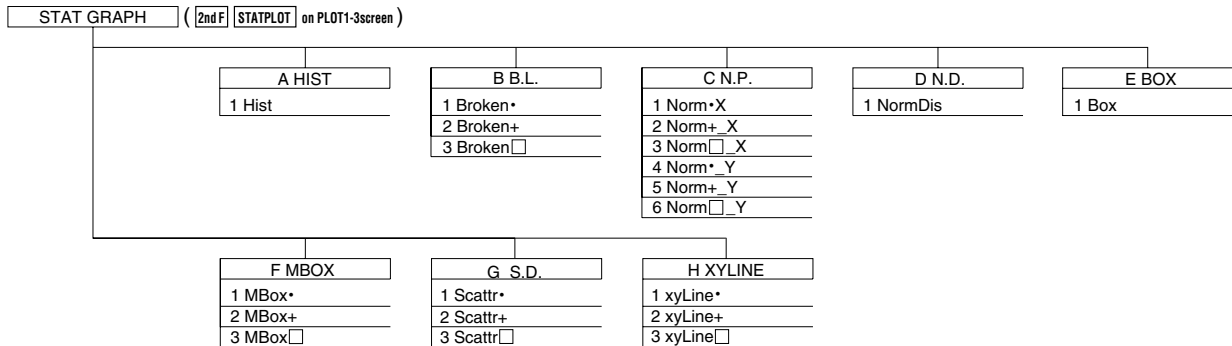 STAT GRAPH ( 2nd F STATPLOT on PLOT1-3screen )
A HIST
1 Hist
B B.L.
1 Broken•
2 Broken+
3 Broken□
C N.P.
1 Norm•X
2 Norm+_X
3 Norm□_X
4 Norm•_Y
5 Norm+_Y
6 Norm□_Y
D N.D.
1 NormDis
E BOX
1 Box
F MBOX
1 MBox•
2 MBox+
3 MBox□
G S.D.
1 Scattr•
2 Scattr+
3 Scattr□
H XYLINE
1 xyLine•
2 xyLine+
3 xyLine□